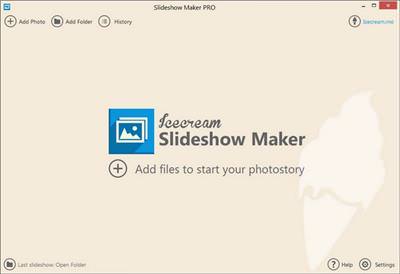 Slideshow Maker PRO
Add Photo
Add Folder
History
Icecream.me
Icecream
Slideshow Maker
Add files to start your photostory
Last slideshow: Open Folder
Help
Settings